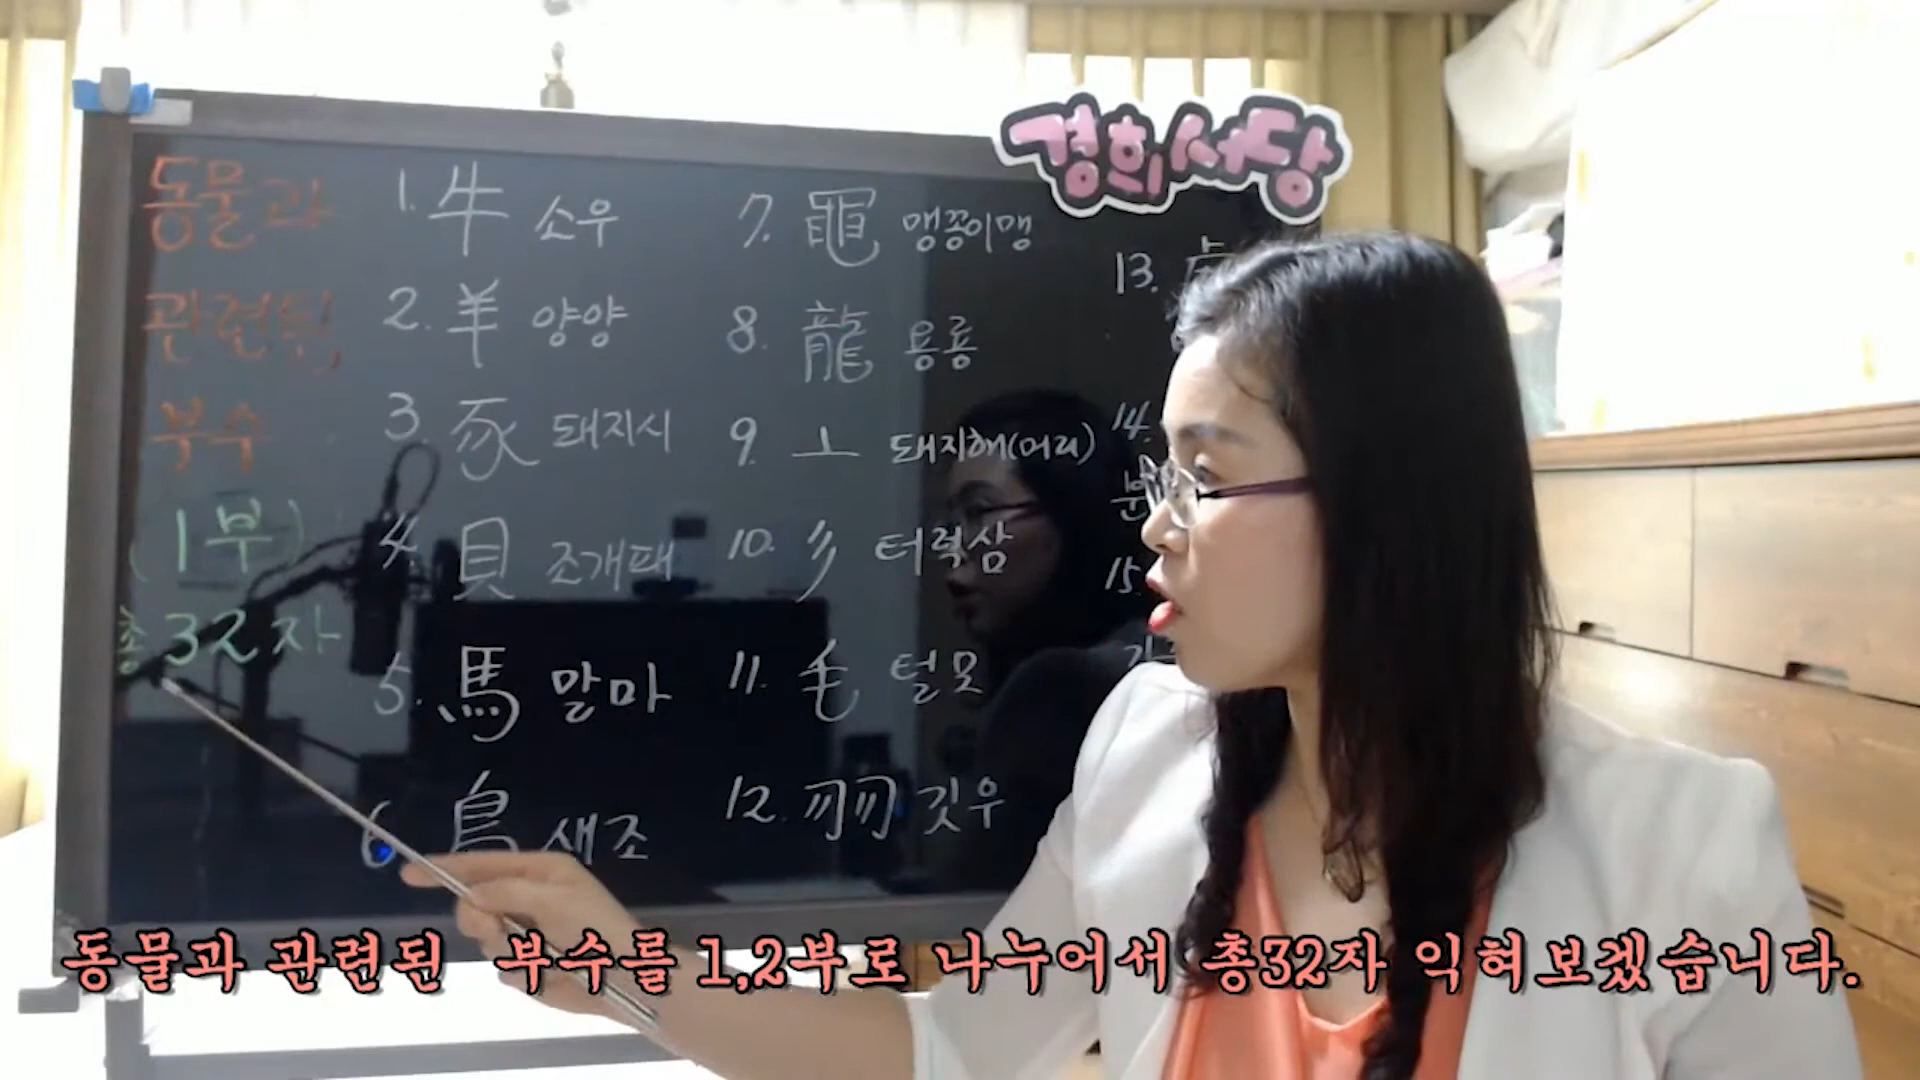 경희서당
동물과
관련된
부수
(1부)
총32자
1. 牛 소우
2. 羊 양양
3. 豕 돼지시
4. 貝 조개패
5. 馬 말마
6. 鳥 새조
7. 黽 맹꽁이맹
8. 龍 용룡
9. ㅗ 돼지해(머리)
10. 彡 터럭삼
11. 毛 털모
12. 羽 깃우
13.
14.
15.
동물과 관련된 부수를 1,2부로 나누어서 총32자 익혀보겠습니다.